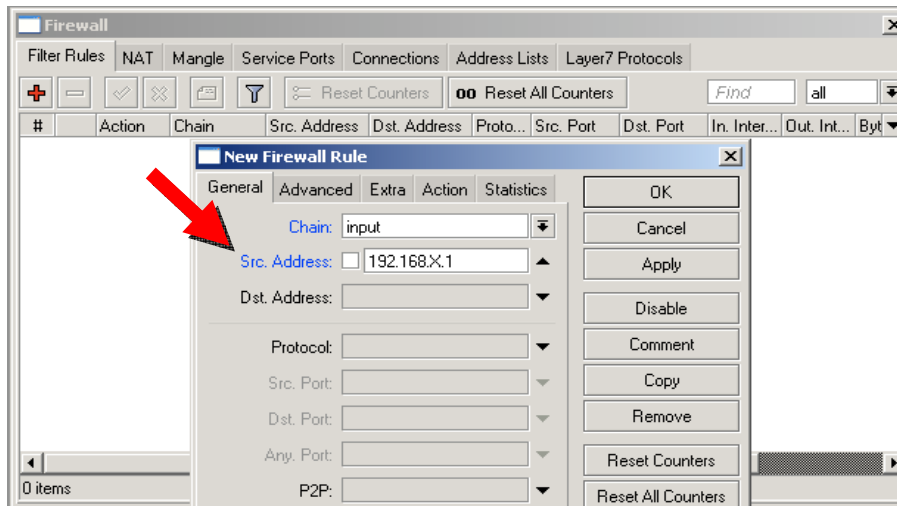 Firewall
Filter Rules NAT Mangle Service Ports Connections Address Lists Layer7 Protocols
Reset Counters 00 Reset All Counters Find all
# Action Chain Src. Address Dst. Address Proto... Src. Port Dst. Port In. Inter... Out. Int... Byt
New Firewall Rule
General Advanced Extra Action Statistics
OK
Chain: input
Cancel
Src. Address: 192.168.X.1
Apply
Dst. Address:
Disable
Protocol:
Comment
Src. Port:
Copy
Dst. Port:
Remove
Any. Port:
Reset Counters
P2P:
Reset All Counters
0 items